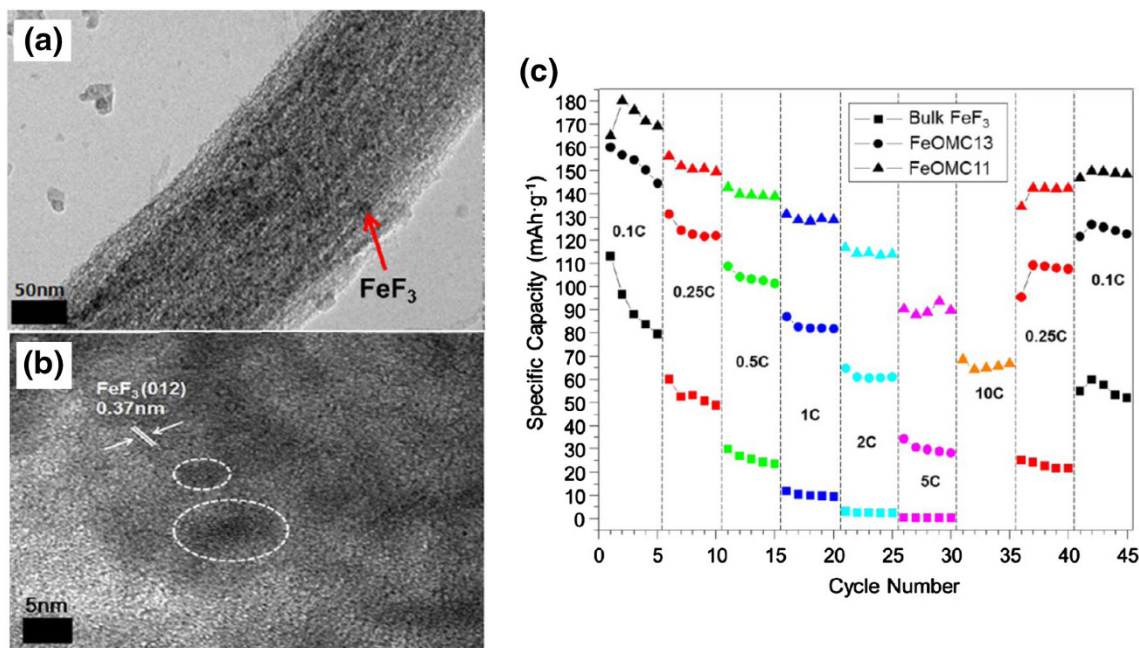 (a)
50nm
FeF₃
(b)
FeF₃(012)
0.37nm
5nm
(c)
Specific Capacity (mAh·g⁻¹)
180
170
160
150
140
130
120
110
100
90
80
70
60
50
40
30
20
10
0
Bulk FeF₃
FeOMC13
FeOMC11
0.1C
0.25C
0.5C
1C
2C
5C
10C
0.25C
0.1C
0 5 10 15 20 25 30 35 40 45
Cycle Number